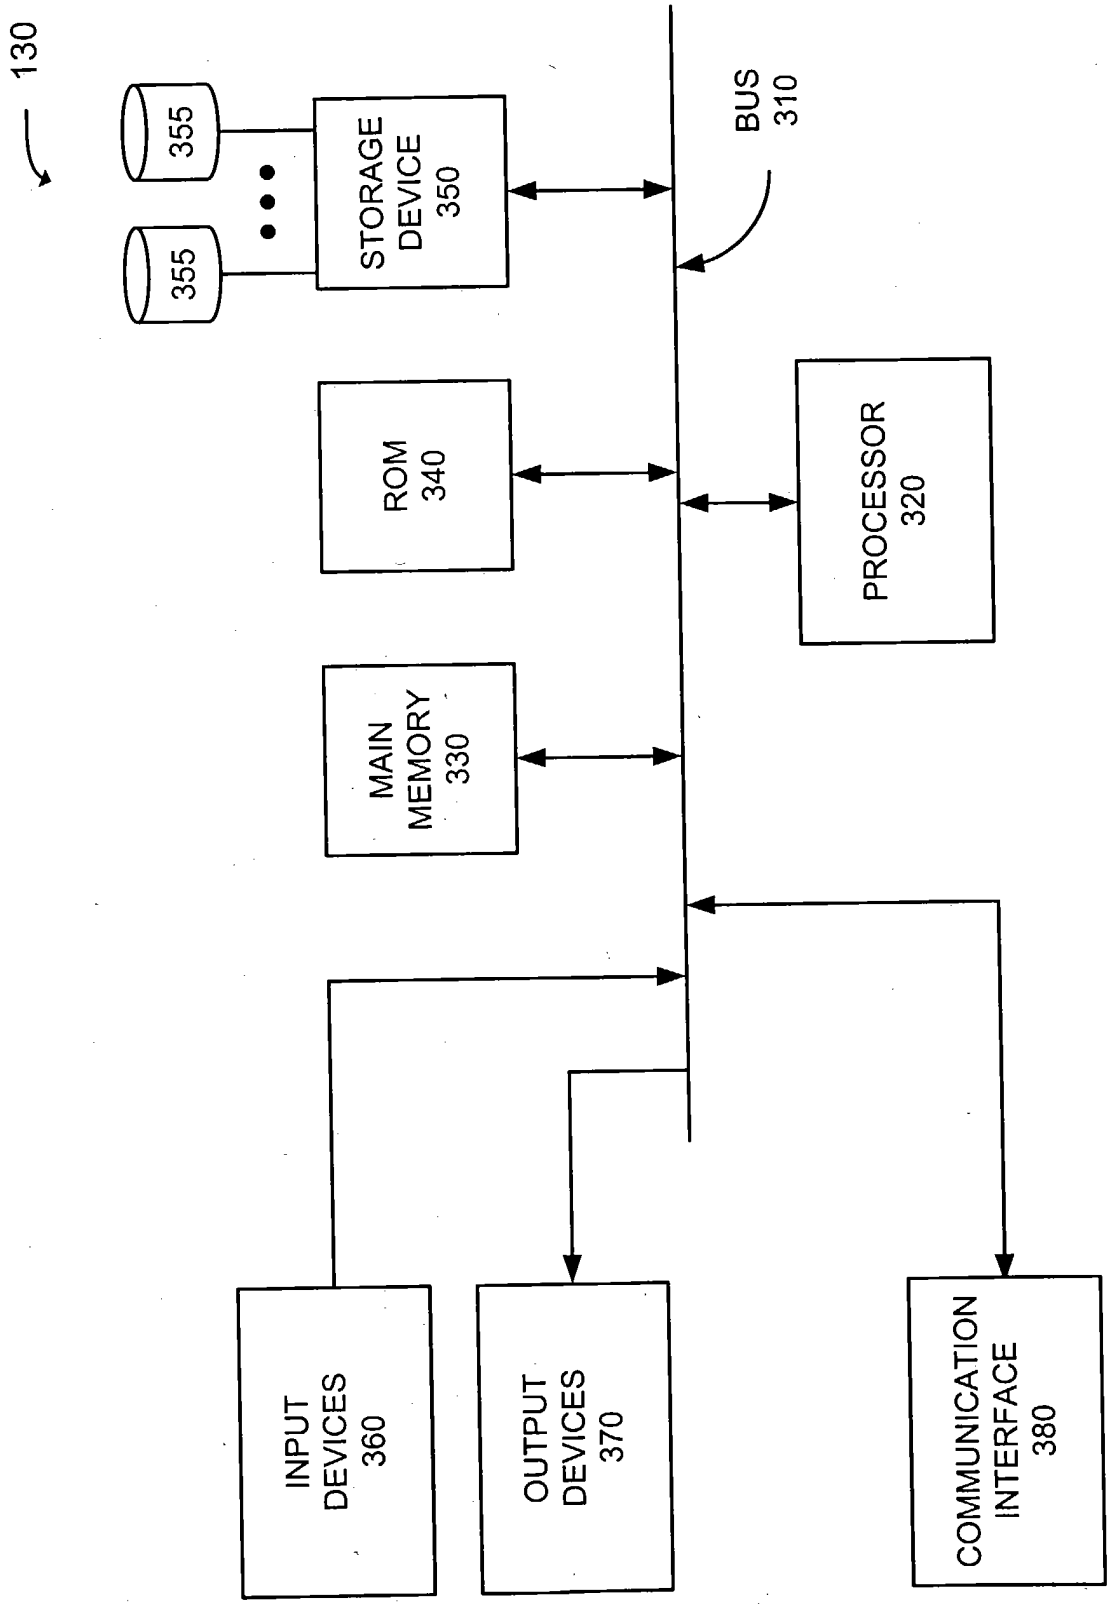 130
355
355
STORAGE
DEVICE
350
BUS
310
ROM
340
PROCESSOR
320
MAIN
MEMORY
330
INPUT
DEVICES
360
OUTPUT
DEVICES
370
COMMUNICATION
INTERFACE
380